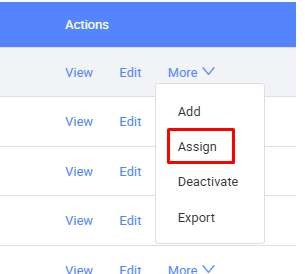 Actions
View Edit More
Add
View Edit
Assign
View Edit
Deactivate
View Edit
Export
View Edit More